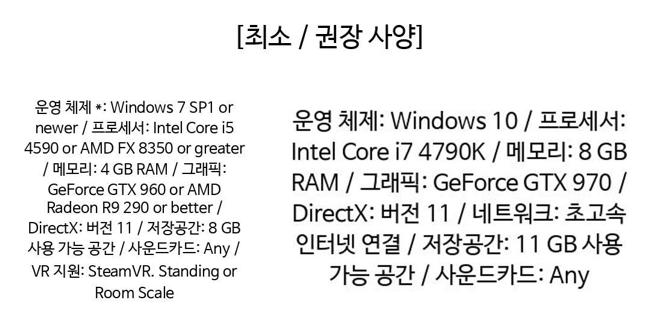 [최소 / 권장 사양]
운영 체제 *: Windows 7 SP1 or
newer / 프로세서: Intel Core i5
4590 or AMD FX 8350 or greater
/ 메모리: 4 GB RAM / 그래픽:
GeForce GTX 960 or AMD
Radeon R9 290 or better /
DirectX: 버전 11 / 저장공간: 8 GB
사용 가능 공간 / 사운드카드: Any /
VR 지원: SteamVR. Standing or
Room Scale
운영 체제: Windows 10 / 프로세서:
Intel Core i7 4790K / 메모리: 8 GB
RAM / 그래픽: GeForce GTX 970 /
DirectX: 버전 11 / 네트워크: 초고속
인터넷 연결 / 저장공간: 11 GB 사용
가능 공간 / 사운드카드: Any